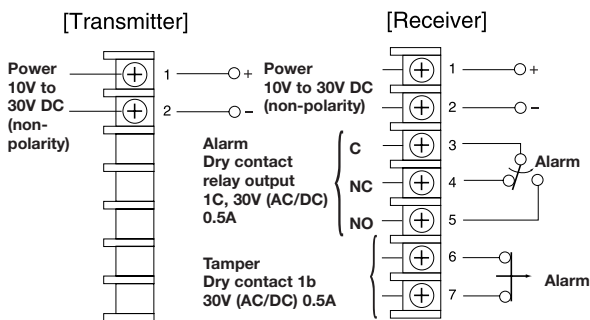 [Transmitter]
Power
10V to
30V DC
(non-
polarity)
1
+
2
–
[Receiver]
Power
10V to 30V DC
(non-polarity)
1
+
2
–
Alarm
Dry contact
relay output
1C, 30V (AC/DC)
0.5A
C
3
NC
4
NO
5
Alarm
Tamper
Dry contact 1b
30V (AC/DC) 0.5A
6
7
Alarm